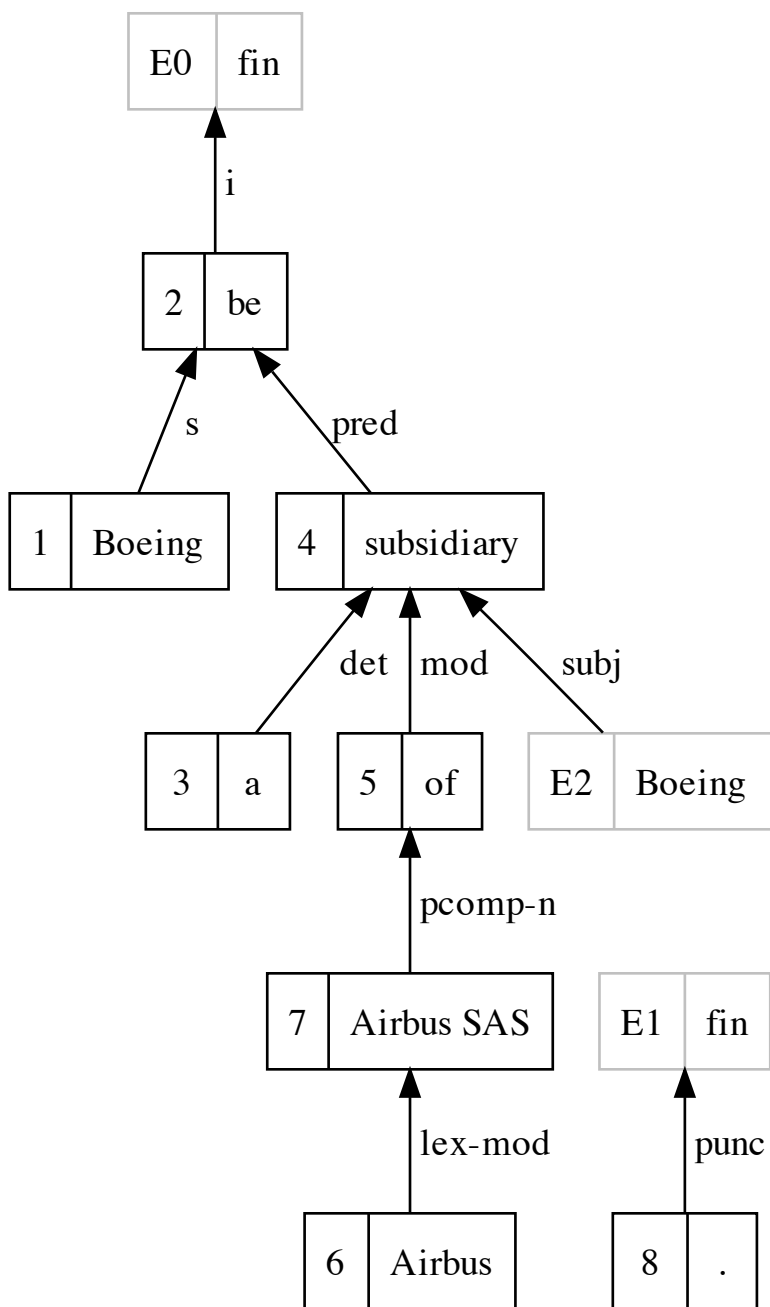 E0 fin
i
2 be
s pred
1 Boeing 4 subsidiary
det mod subj
3 a 5 of E2 Boeing
pcomp-n
7 Airbus SAS E1 fin
lex-mod punc
6 Airbus 8 .